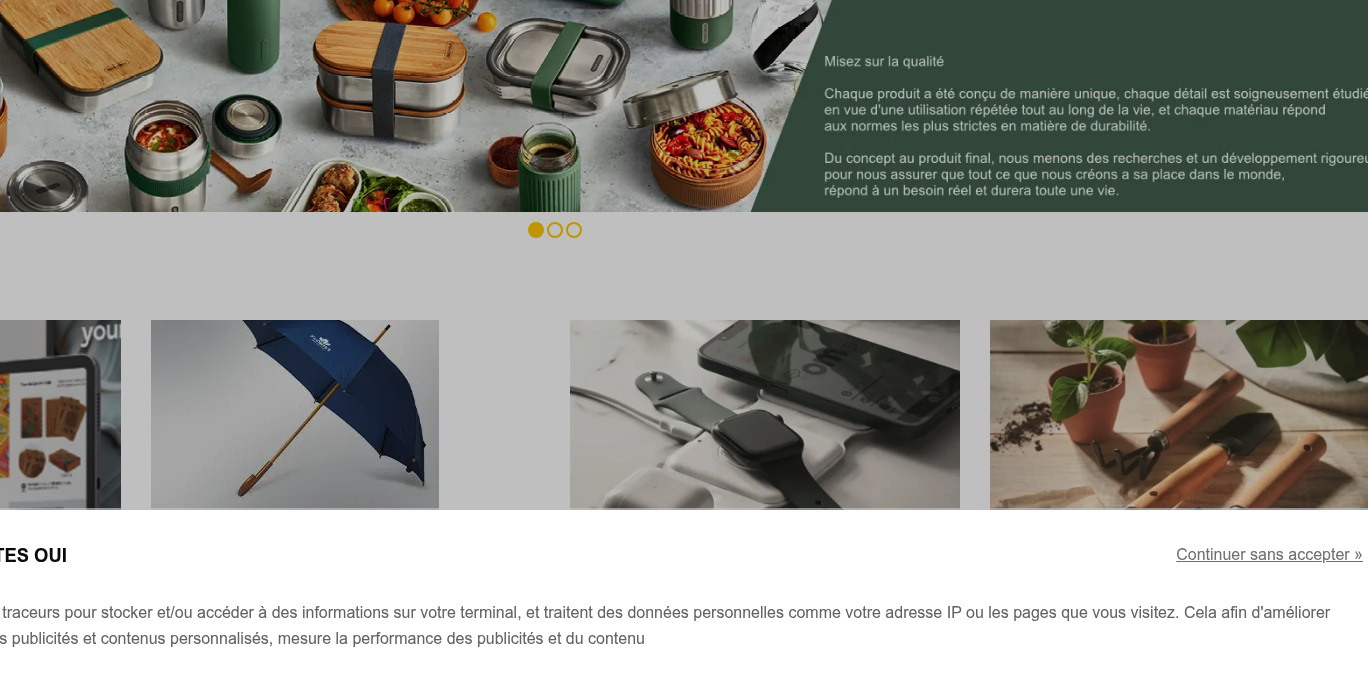 Misez sur la qualité
Chaque produit a été conçu de manière unique, chaque détail est soigneusement étudié
en vue d'une utilisation répétée tout au long de la vie, et chaque matériau répond
aux normes les plus strictes en matière de durabilité.
Du concept au produit final, nous menons des recherches et un développement rigoureu
pour nous assurer que tout ce que nous créons a sa place dans le monde,
répond à un besoin réel et durera toute une vie.
your
TES OUI
Continuer sans accepter »
traceurs pour stocker et/ou accéder à des informations sur votre terminal, et traitent des données personnelles comme votre adresse IP ou les pages que vous visitez. Cela afin d'améliorer
s publicités et contenus personnalisés, mesure la performance des publicités et du contenu